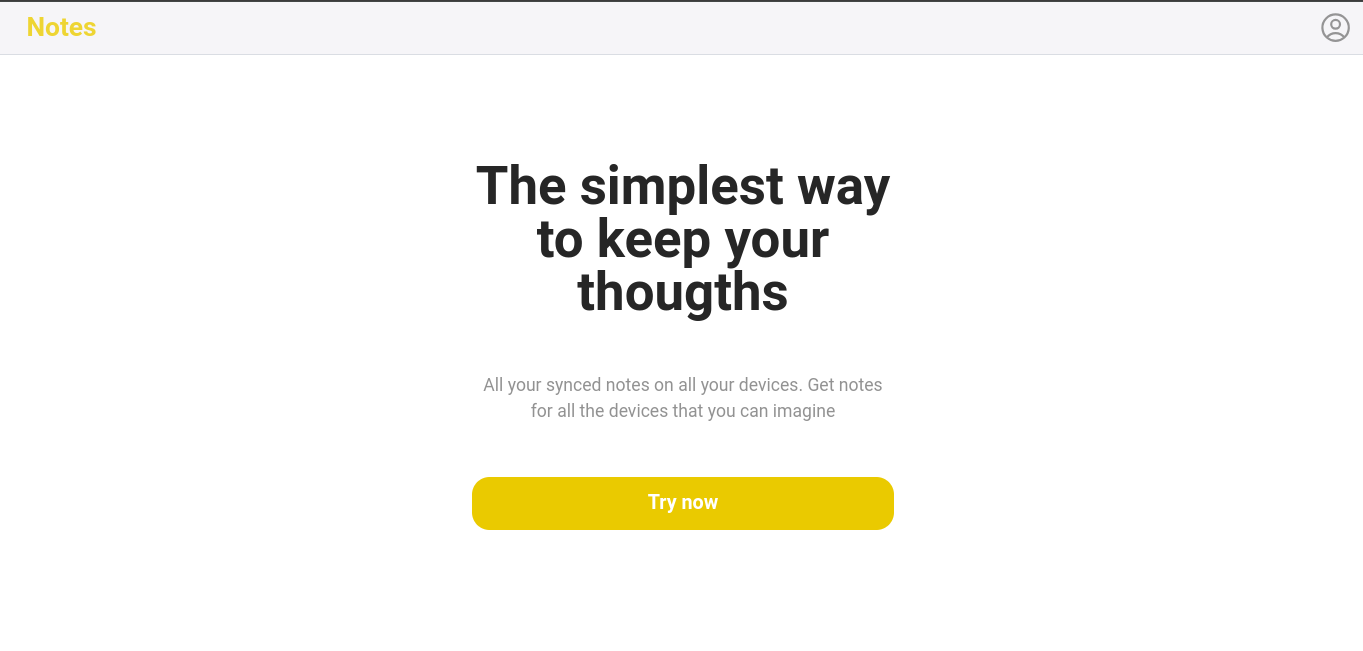 Notes
The simplest way
to keep your
thougths
All your synced notes on all your devices. Get notes
for all the devices that you can imagine
Try now